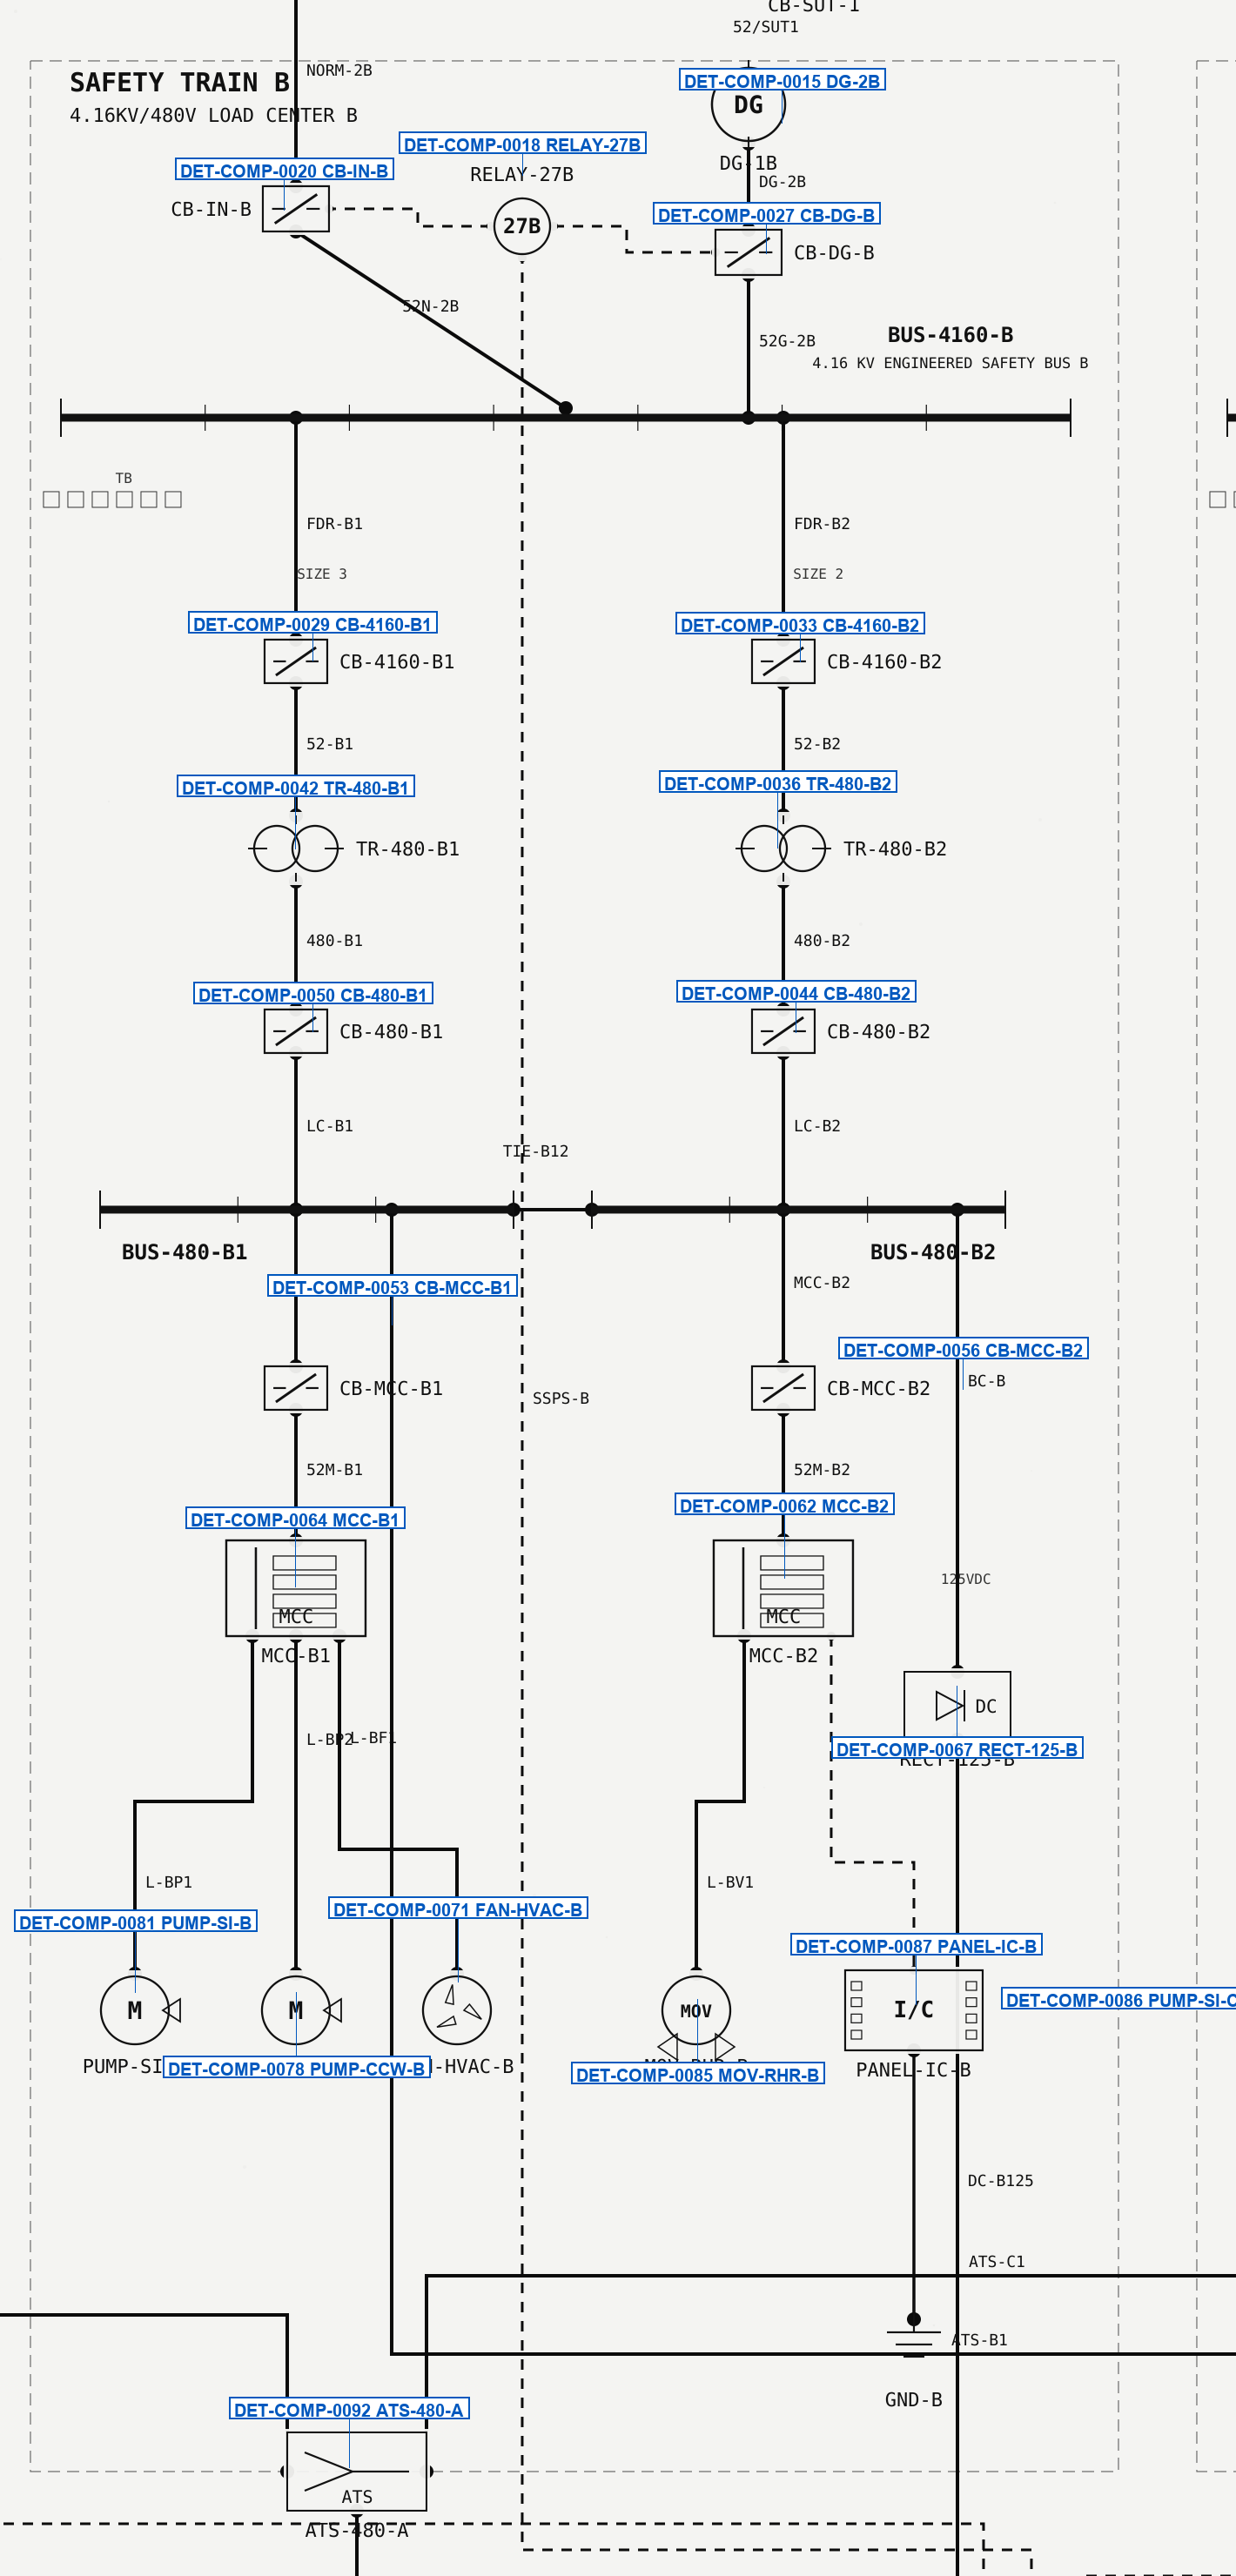 CB-SUT-1
52/SUT1
NORM-2B
SAFETY TRAIN B
4.16KV/480V LOAD CENTER B
DET-COMP-0015 DG-2B
DG
DG-1B
DG-2B
DET-COMP-0018 RELAY-27B
RELAY-27B
27B
DET-COMP-0020 CB-IN-B
CB-IN-B
DET-COMP-0027 CB-DG-B
CB-DG-B
52N-2B
52G-2B
BUS-4160-B
4.16 KV ENGINEERED SAFETY BUS B
TB
FDR-B1
FDR-B2
SIZE 3
SIZE 2
DET-COMP-0029 CB-4160-B1
DET-COMP-0033 CB-4160-B2
CB-4160-B1
CB-4160-B2
52-B1
52-B2
DET-COMP-0042 TR-480-B1
DET-COMP-0036 TR-480-B2
TR-480-B1
TR-480-B2
480-B1
480-B2
DET-COMP-0050 CB-480-B1
DET-COMP-0044 CB-480-B2
CB-480-B1
CB-480-B2
LC-B1
LC-B2
TIE-B12
BUS-480-B1
BUS-480-B2
DET-COMP-0053 CB-MCC-B1
MCC-B2
DET-COMP-0056 CB-MCC-B2
BC-B
CB-MCC-B1
SSPS-B
CB-MCC-B2
52M-B1
52M-B2
DET-COMP-0064 MCC-B1
DET-COMP-0062 MCC-B2
125VDC
MCC
MCC
MCC-B1
MCC-B2
DC
L-BP2
L-BF1
DET-COMP-0067 RECT-125-B
RECT-125-B
L-BP1
L-BV1
DET-COMP-0081 PUMP-SI-B
DET-COMP-0071 FAN-HVAC-B
DET-COMP-0087 PANEL-IC-B
DET-COMP-0086 PUMP-SI-C
M
M
MOV
I/C
PUMP-SI
DET-COMP-0078 PUMP-CCW-B
-HVAC-B
DET-COMP-0085 MOV-RHR-B
PANEL-IC-B
DC-B125
ATS-C1
ATS-B1
GND-B
DET-COMP-0092 ATS-480-A
ATS
ATS-480-A